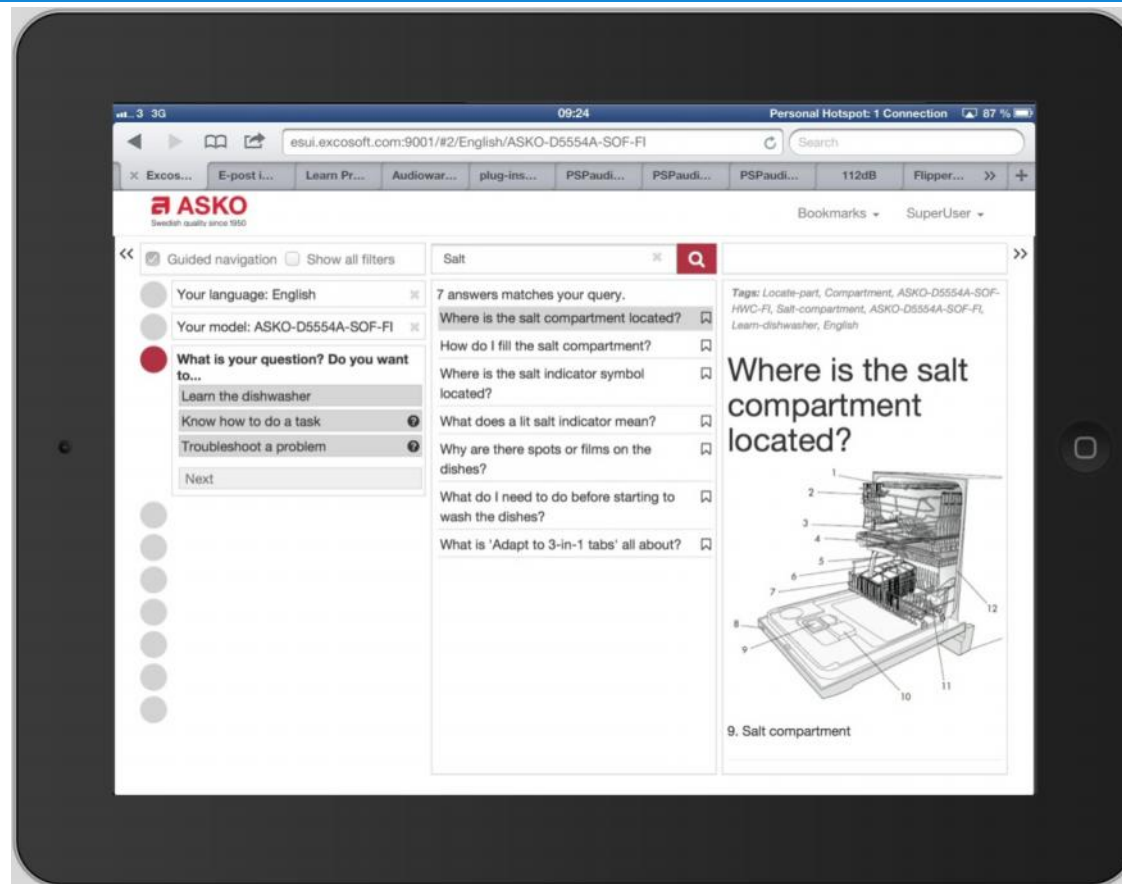 3 3G 09:24 Personal Hotspot: 1 Connection 87 %
esui.excosoft.com:9001/#2/English/ASKO-D5554A-SOF-FI Search
Excos... E-post i... Learn Pr... Audiowar... plug-ins... PSPaudi... PSPaudi... PSPaudi... 112dB Flipper...
ASKO
Swedish quality since 1950
Bookmarks SuperUser
Guided navigation Show all filters
Your language: English
Your model: ASKO-D5554A-SOF-FI
What is your question? Do you want
to...
Learn the dishwasher
Know how to do a task
Troubleshoot a problem
Next
Salt
7 answers matches your query.
Where is the salt compartment located?
How do I fill the salt compartment?
Where is the salt indicator symbol
located?
What does a lit salt indicator mean?
Why are there spots or films on the
dishes?
What do I need to do before starting to
wash the dishes?
What is 'Adapt to 3-in-1 tabs' all about?
Tags: Locate-part, Compartment, ASKO-D5554A-SOF-
HWC-FI, Salt-compartment, ASKO-D5554A-SOF-FI,
Learn-dishwasher, English
Where is the salt
compartment
located?
1
2
3
4
5
6
7
8
9
10
11
12
9. Salt compartment